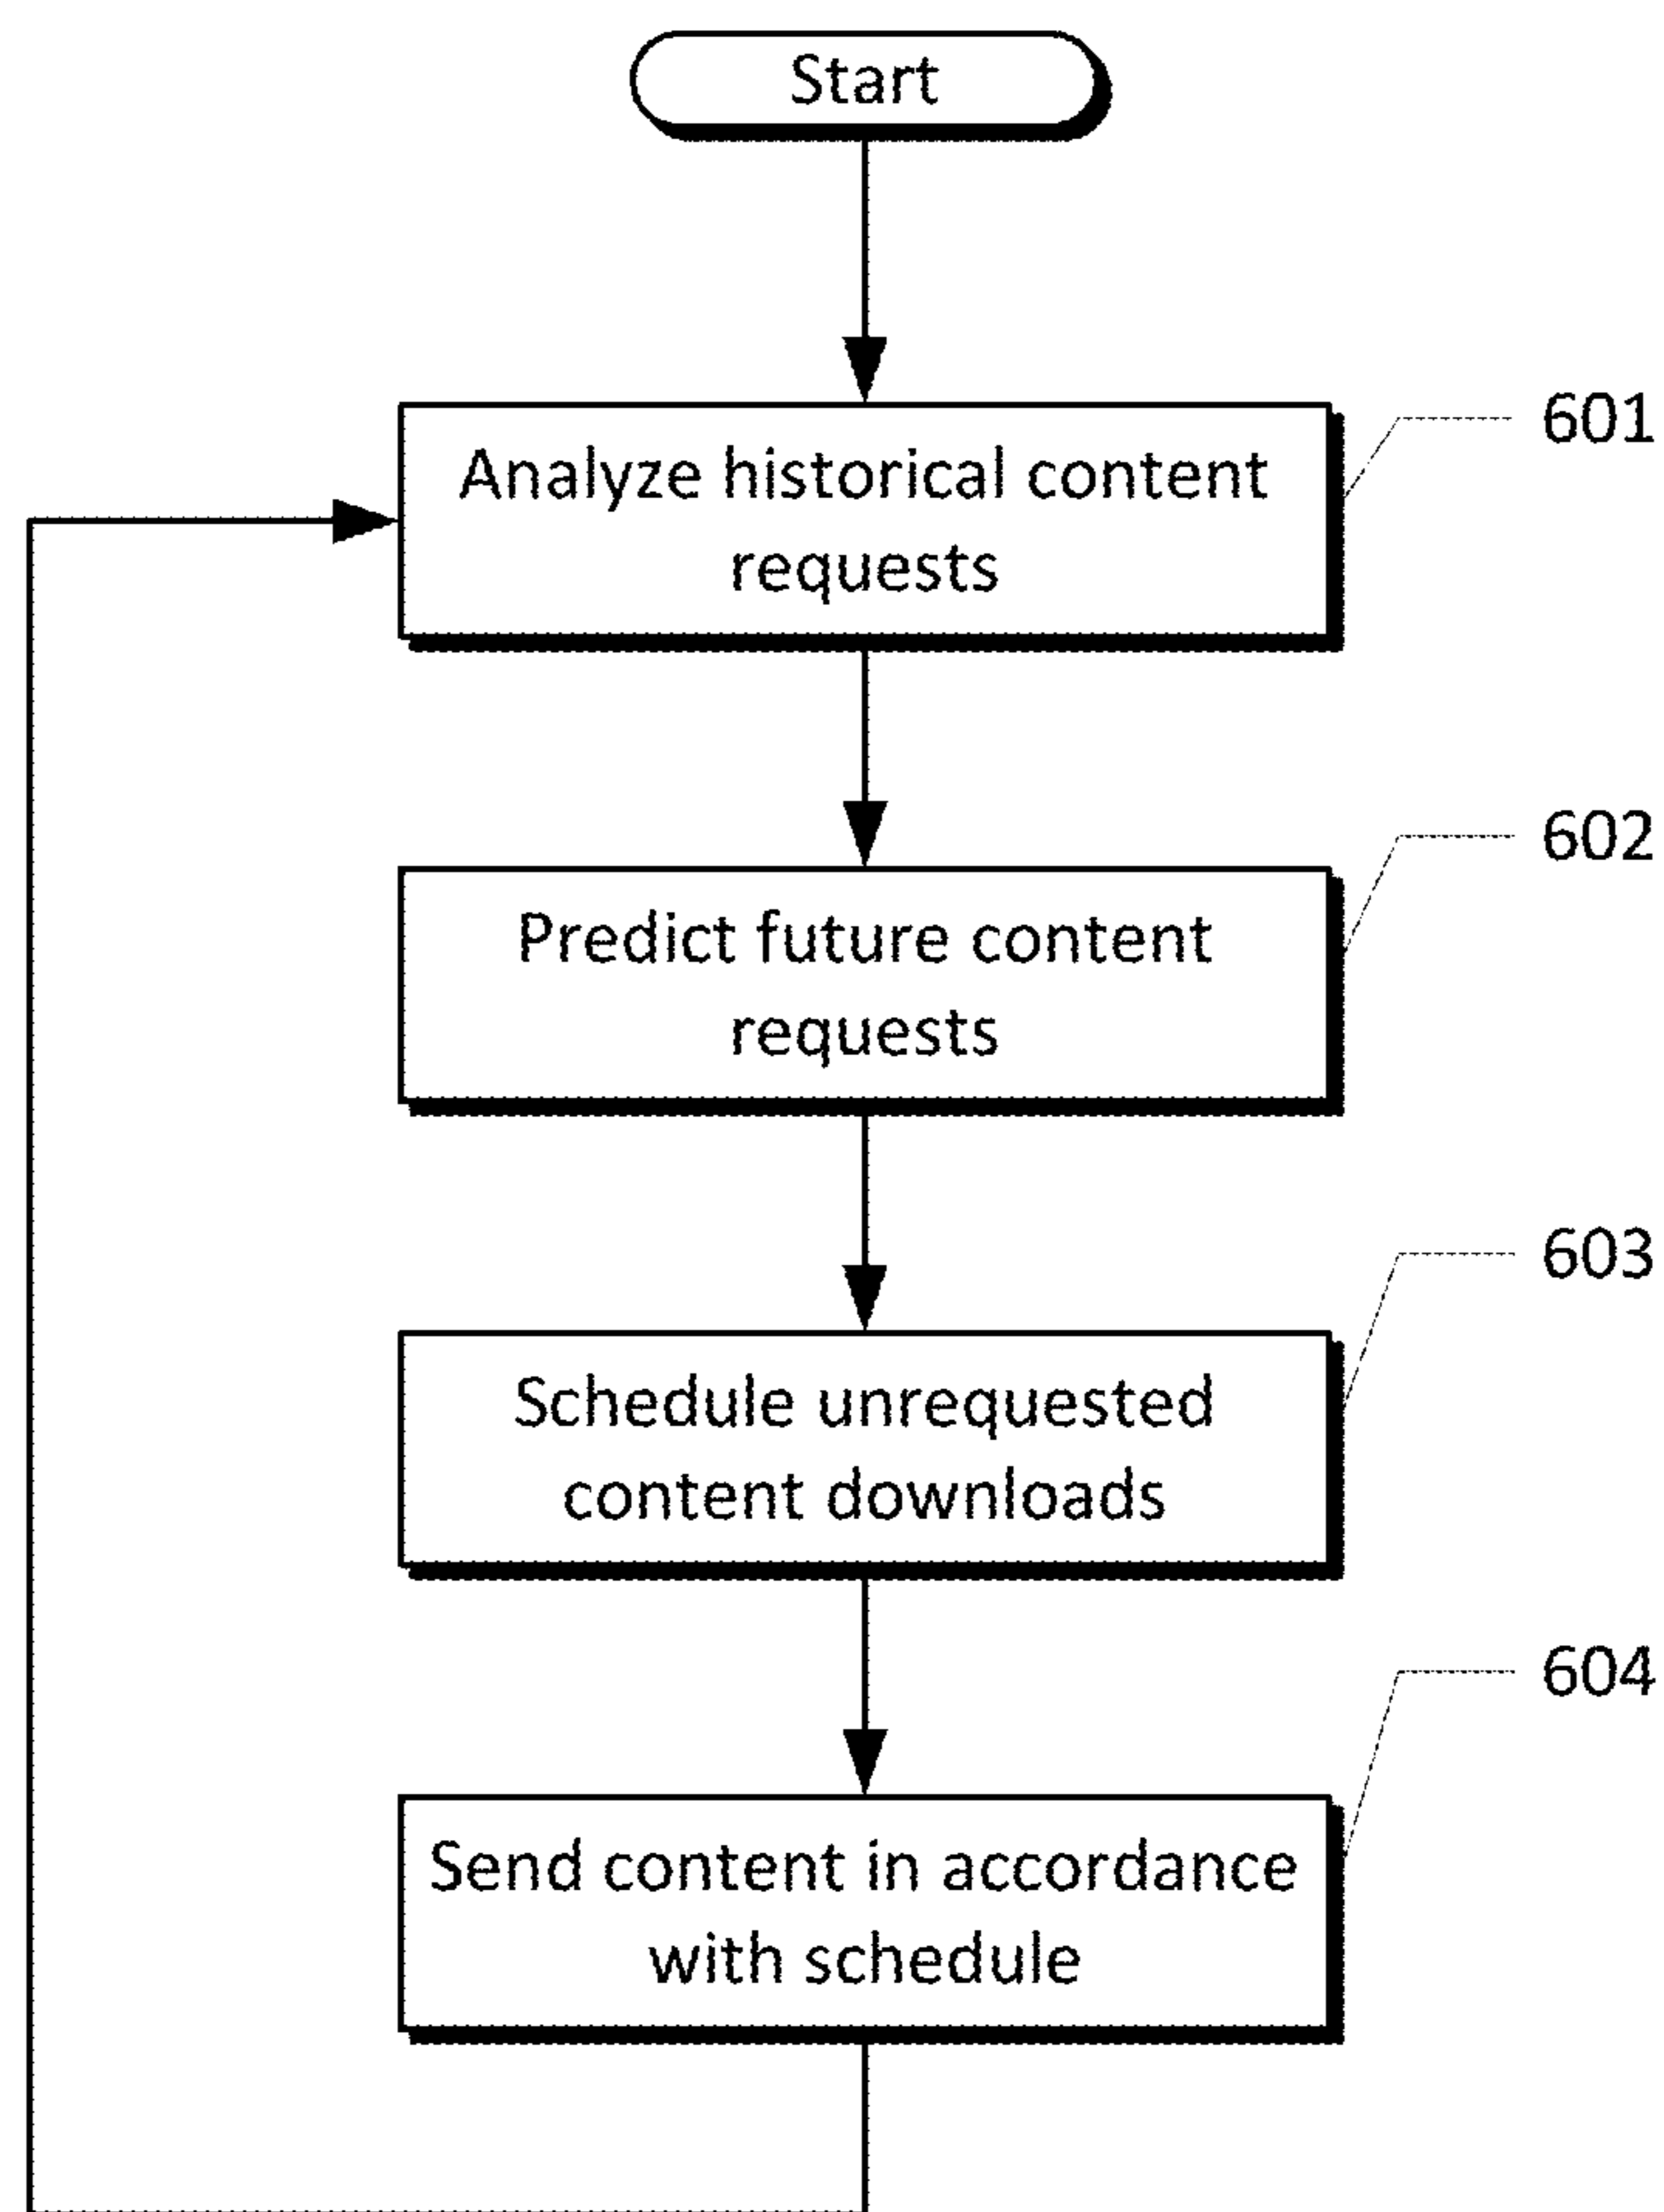 Start
601
Analyze historical content
requests
602
Predict future content
requests
603
Schedule unrequested
content downloads
604
Send content in accordance
with schedule